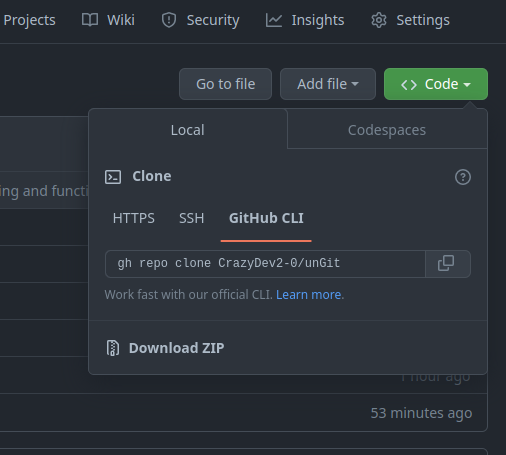 Projects Wiki Security Insights Settings
Go to file Add file Code
Local Codespaces
Clone
ing and functi
HTTPS SSH GitHub CLI
gh repo clone CrazyDev2-0/unGit
Work fast with our official CLI. Learn more.
Download ZIP
1 hour ago
53 minutes ago